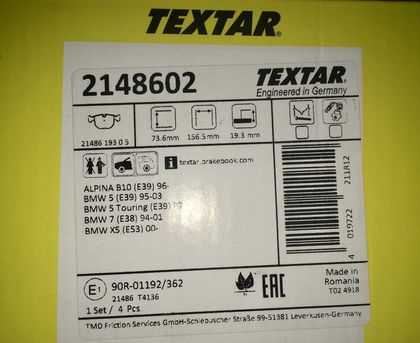 TEXTAR®
2148602
TEXTAR®
Engineered in Germany
73.6mm 156.5mm 19.3 mm
21486 193 0 5
textar.brakebook.com
ALPINA B10 (E39) 96-
BMW 5 (E39) 95-03
BMW 5 Touring (E39) 97
BMW 7 (E38) 94-01
BMW X5 (E53) 00-
211R12
4 019722
E1 90R-01192/362
21486 T4136
EAC
Made in
Romania
T02 4918
1 Set / 4 Pcs
TMD Friction Services GmbH-Schlebuscher Straße 99-51381 Leverkusen-Germany